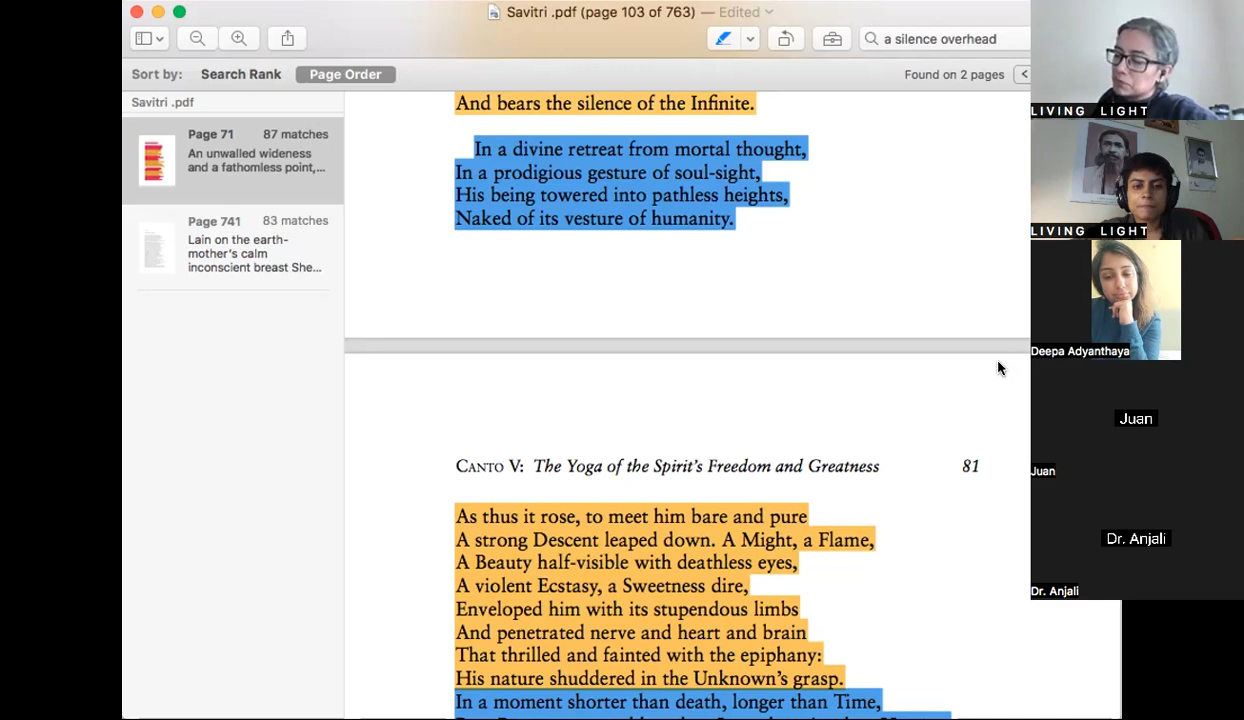 Savitri .pdf (page 103 of 763) — Edited
a silence overhead
Sort by: Search Rank Page Order Found on 2 pages <
Savitri .pdf
Page 71 87 matches
An unwalled wideness
and a fathomless point,...
Page 741 83 matches
Lain on the earth-
mother's calm
inconscient breast She...
And bears the silence of the Infinite.
In a divine retreat from mortal thought,
In a prodigious gesture of soul-sight,
His being towered into pathless heights,
Naked of its vesture of humanity.
CANTO V: The Yoga of the Spirit's Freedom and Greatness 81
As thus it rose, to meet him bare and pure
A strong Descent leaped down. A Might, a Flame,
A Beauty half-visible with deathless eyes,
A violent Ecstasy, a Sweetness dire,
Enveloped him with its stupendous limbs
And penetrated nerve and heart and brain
That thrilled and fainted with the epiphany:
His nature shuddered in the Unknown's grasp.
In a moment shorter than death, longer than Time,
LIVING LIGHT
LIVING LIGHT
Deepa Adyanthaya
Juan
Juan
Dr. Anjali
Dr. Anjali